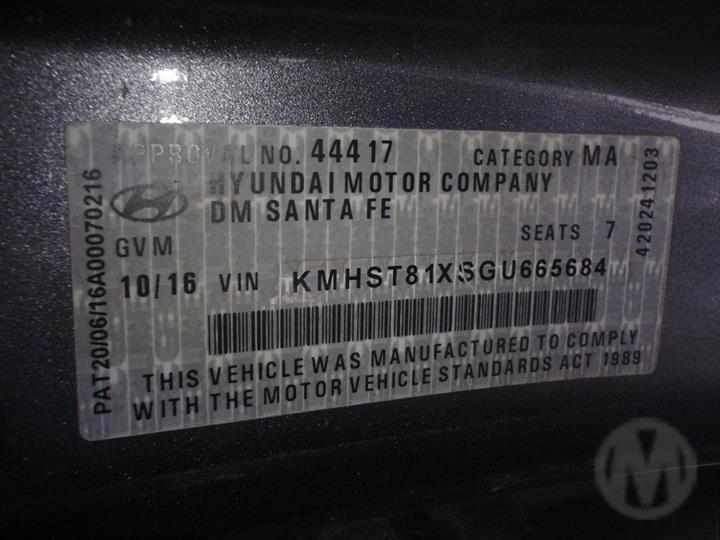 APPROVAL NO. 44417 CATEGORY MA
HYUNDAI MOTOR COMPANY
DM SANTA FE
GVM SEATS 7
10/16 VIN KMHST81XSGU665684
THIS VEHICLE WAS MANUFACTURED TO COMPLY
WITH THE MOTOR VEHICLE STANDARDS ACT 1989
PAT20/06/16A00070216
420241203
M